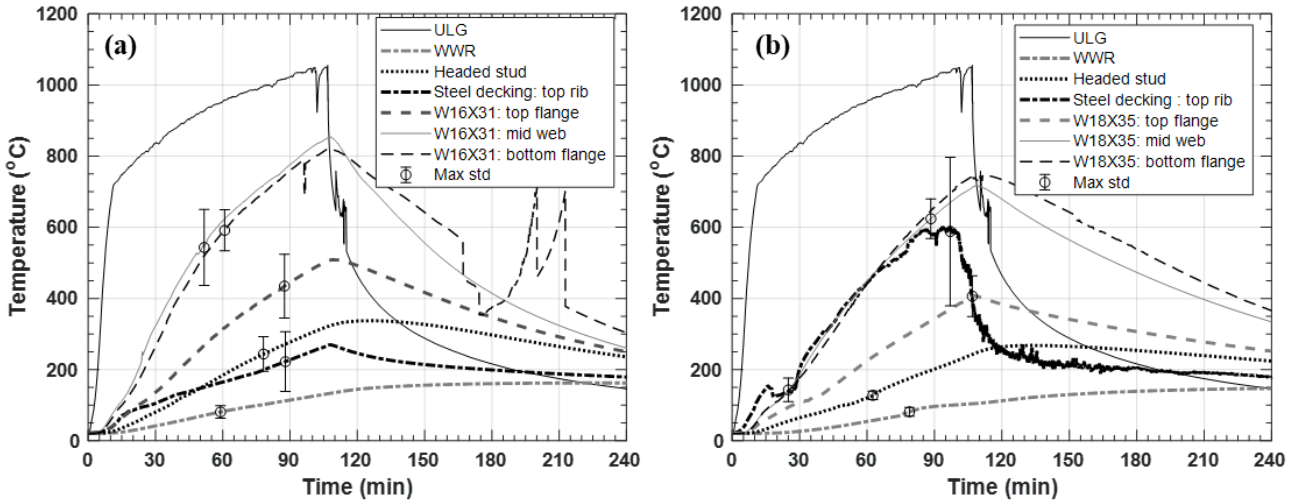 (a)
ULG
WWR
Headed stud
Steel decking: top rib
W16X31: top flange
W16X31: mid web
W16X31: bottom flange
Max std
Temperature (°C)
1200
1000
800
600
400
200
0
0 30 60 90 120 150 180 210 240
Time (min)
(b)
ULG
WWR
Headed stud
Steel decking : top rib
W18X35: top flange
W18X35: mid web
W18X35: bottom flange
Max std
Temperature (°C)
1200
1000
800
600
400
200
0
0 30 60 90 120 150 180 210 240
Time (min)